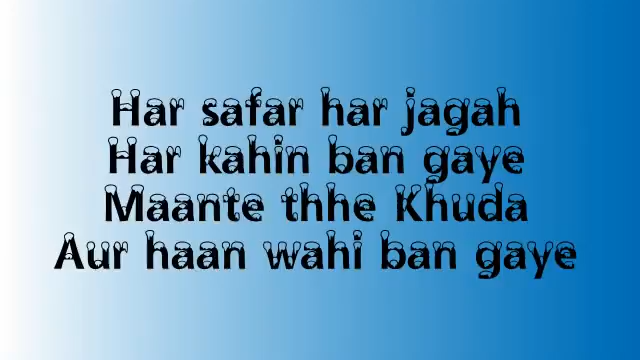 Har safar har jagah
Har kahin ban gaye
Maante thhe Khuda
Aur haan wahi ban gaye